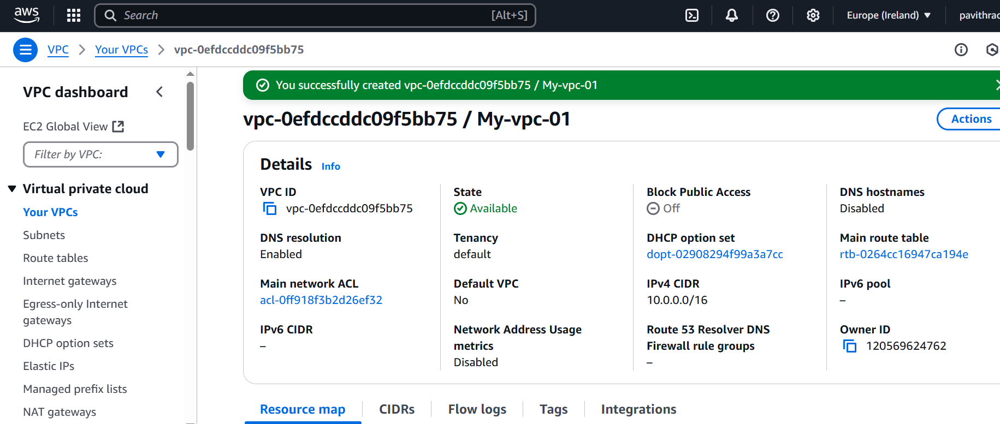 aws
Search [Alt+S]
Europe (Ireland)
pavithra
VPC
Your VPCs
vpc-0efdccddc09f5bb75
VPC dashboard
EC2 Global View
Filter by VPC:
Virtual private cloud
Your VPCs
Subnets
Route tables
Internet gateways
Egress-only Internet
gateways
DHCP option sets
Elastic IPs
Managed prefix lists
NAT gateways
You successfully created vpc-0efdccddc09f5bb75 / My-vpc-01
vpc-0efdccddc09f5bb75 / My-vpc-01
Actions
Details Info
VPC ID
vpc-0efdccddc09f5bb75
State
Available
Block Public Access
Off
DNS hostnames
Disabled
DNS resolution
Enabled
Tenancy
default
DHCP option set
dopt-02908294f99a3a7cc
Main route table
rtb-0264cc16947ca194e
Main network ACL
acl-0ff918f3b2d26ef32
Default VPC
No
IPv4 CIDR
10.0.0.0/16
IPv6 pool
–
IPv6 CIDR
–
Network Address Usage
metrics
Disabled
Route 53 Resolver DNS
Firewall rule groups
–
Owner ID
120569624762
Resource map
CIDRs
Flow logs
Tags
Integrations